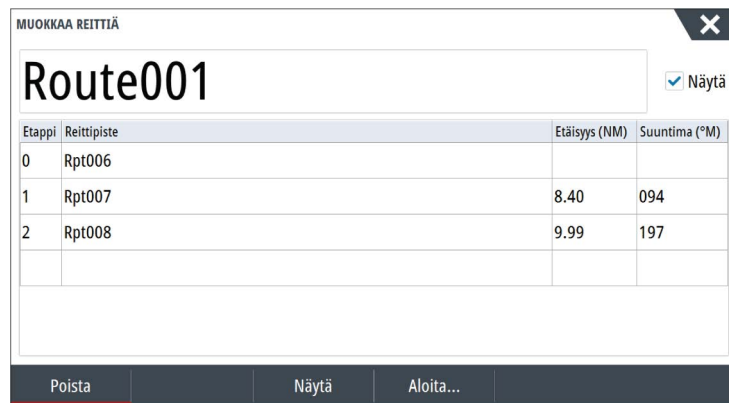 MUOKKAA REITTIÄ
Route001
Näytä
Etappi Reittipiste Etäisyys (NM) Suuntima (°M)
0 Rpt006
1 Rpt007 8.40 094
2 Rpt008 9.99 197
Poista Näytä Aloita...